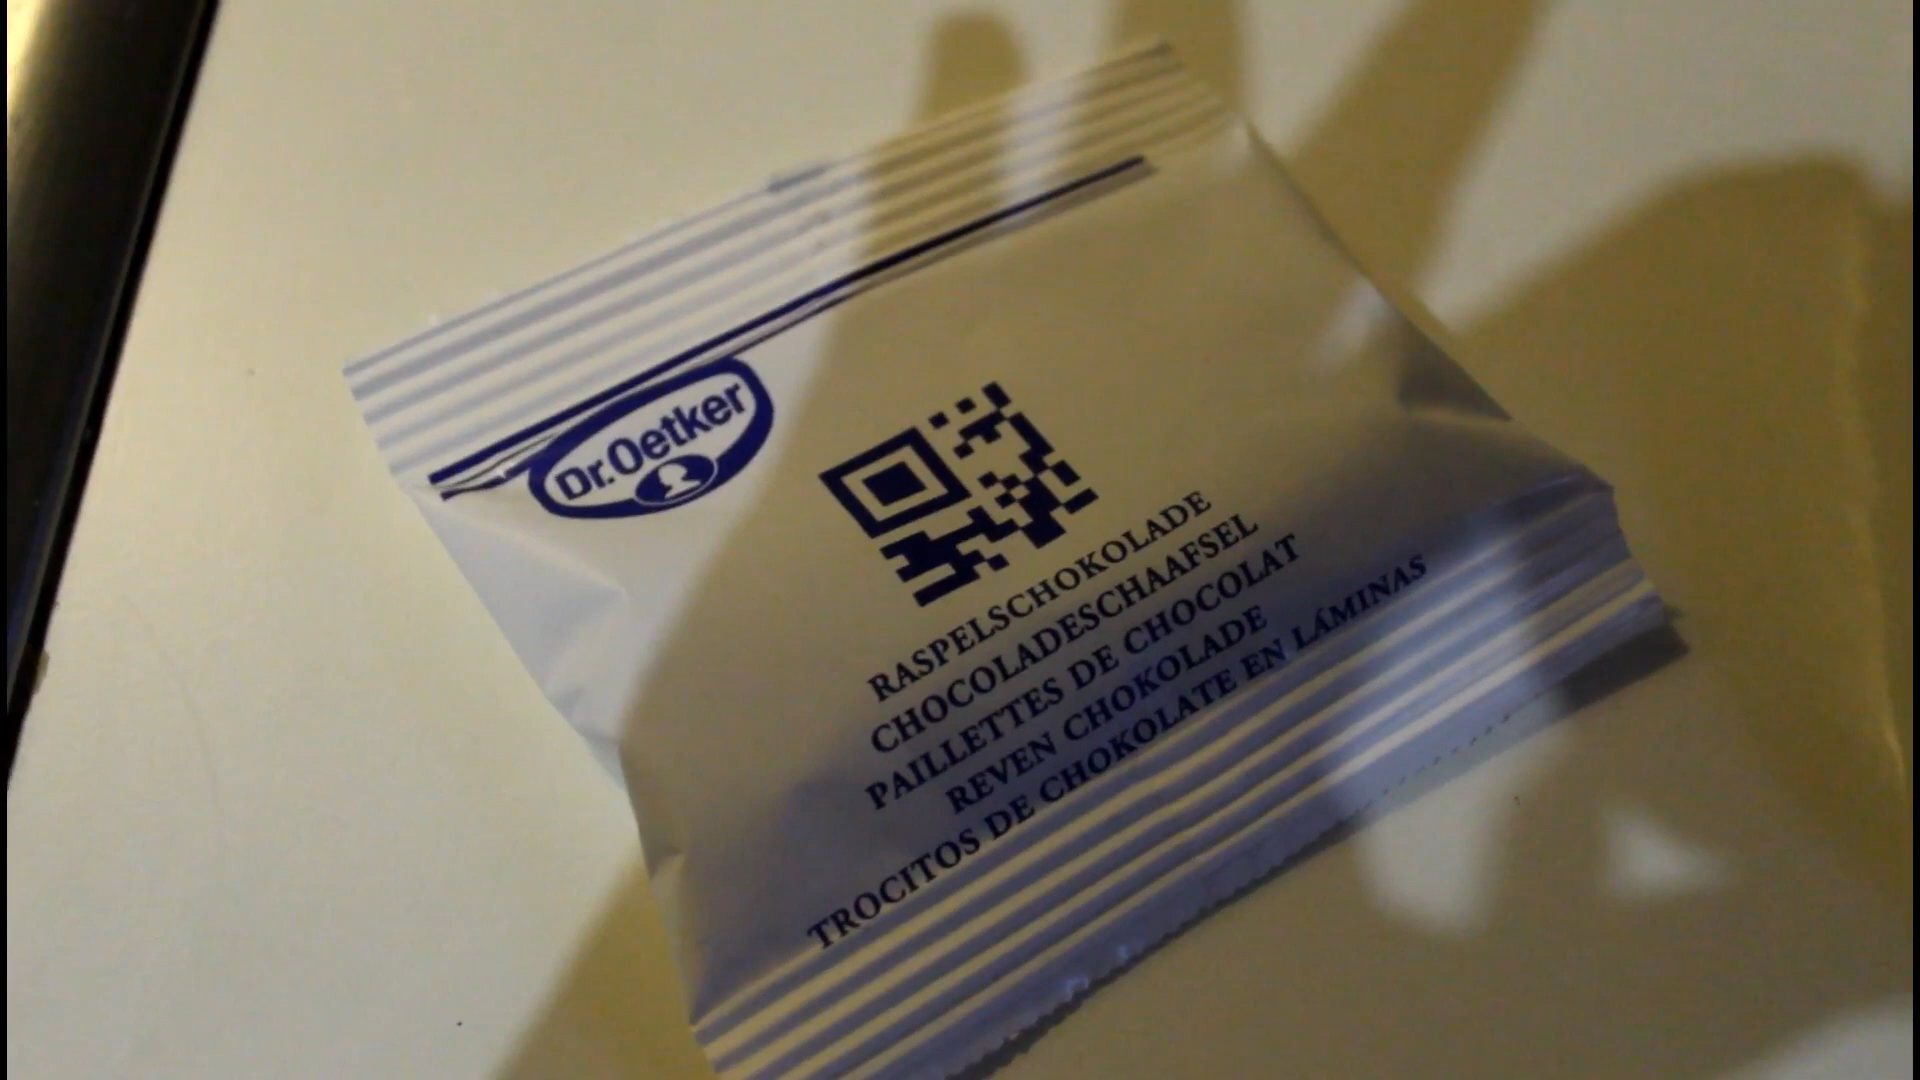 Dr.Oetker
RASPELSCHOKOLADE
CHOCOLADESCHAAFSEL
PAILLETTES DE CHOCOLAT
REVEN CHOKOLADE
TROCITOS DE CHOKOLATE EN LÁMINAS